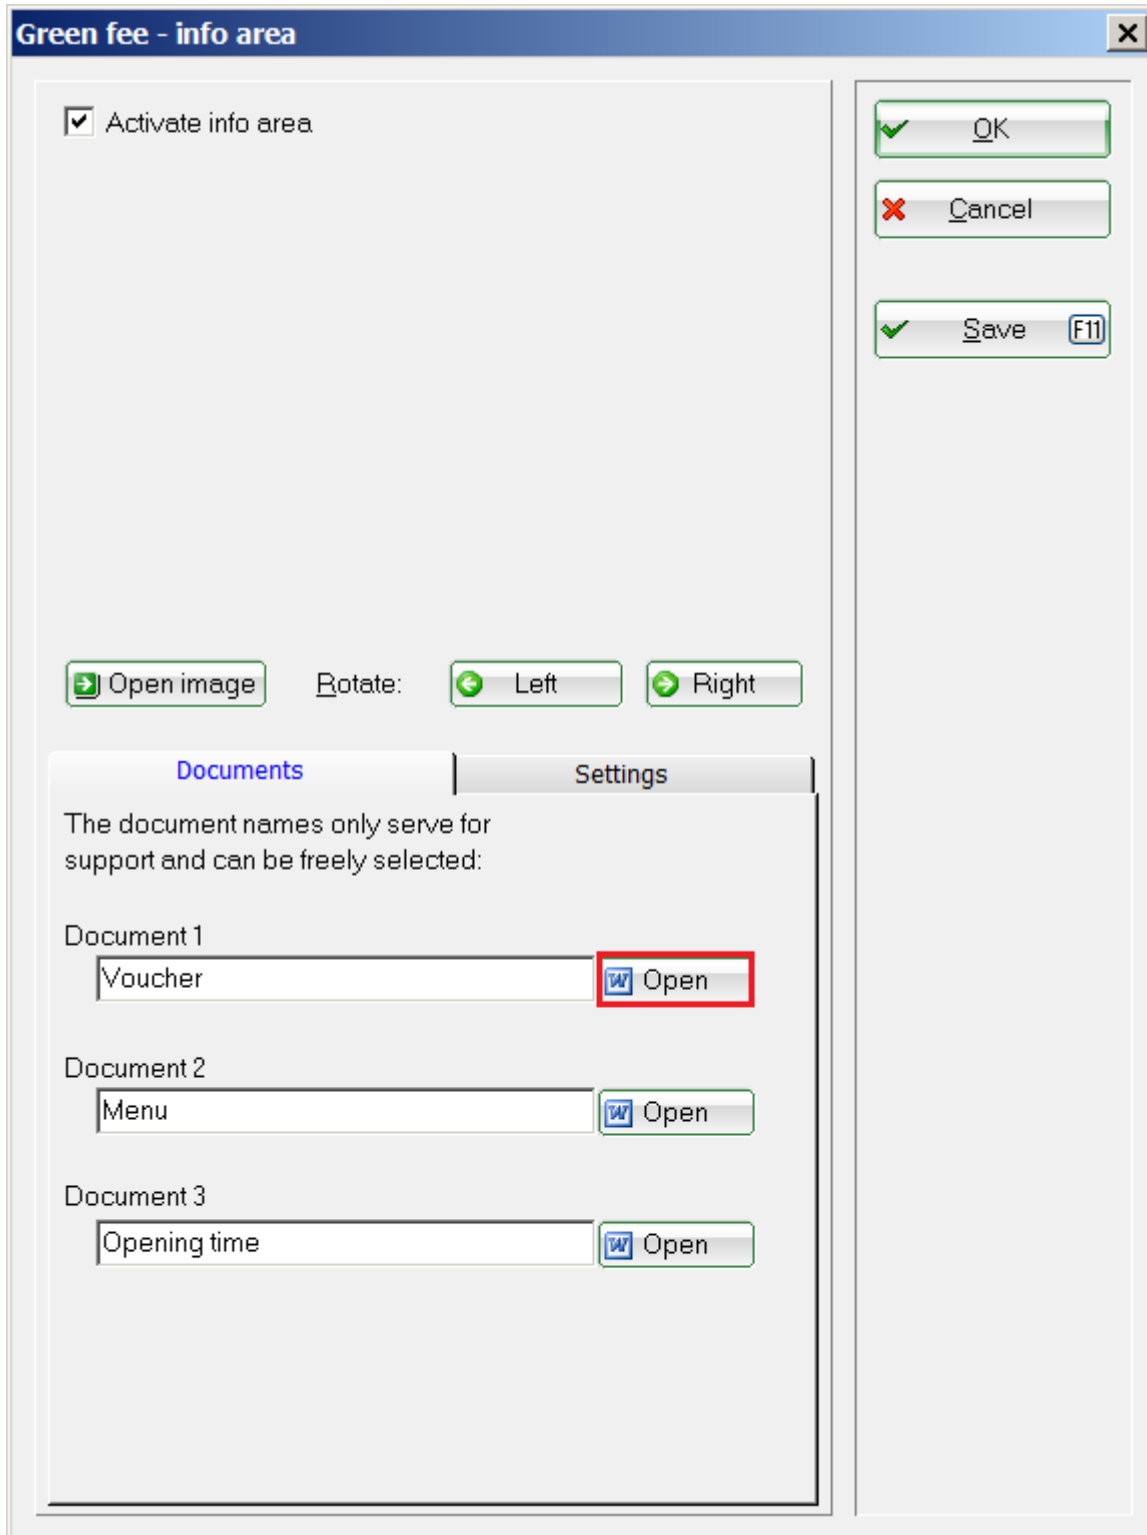 Green fee - info area
Activate info area
OK
Cancel
Save F11
Open image Rotate: Left Right
Documents Settings
The document names only serve for
support and can be freely selected:
Document 1
Voucher Open
Document 2
Menu Open
Document 3
Opening time Open